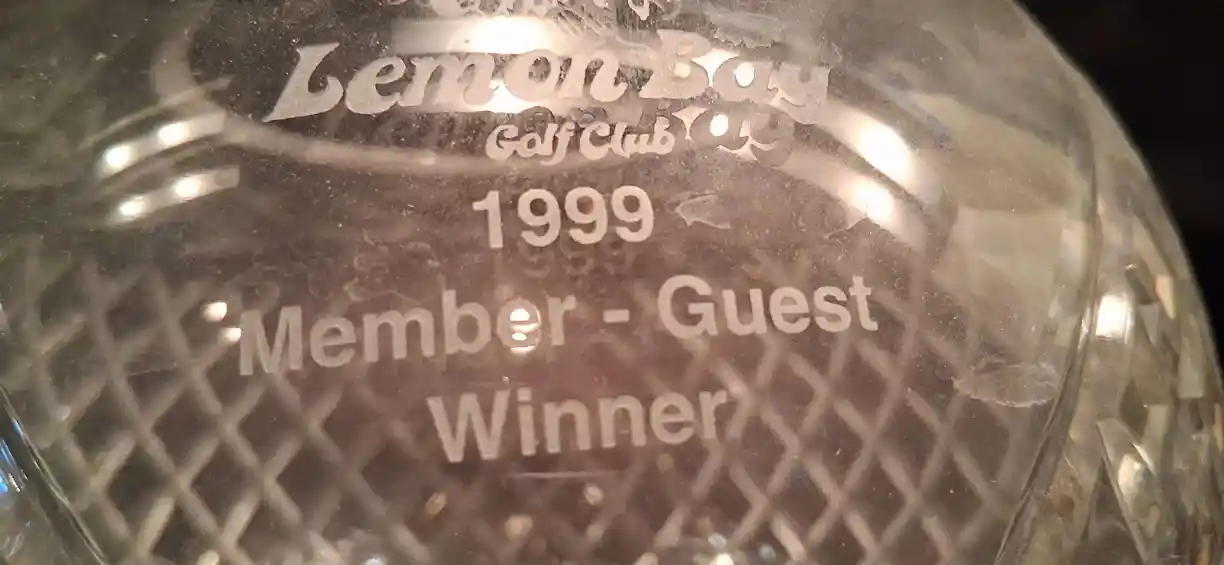 Lemon Bay
Golf Club
1999
Member - Guest
Winner